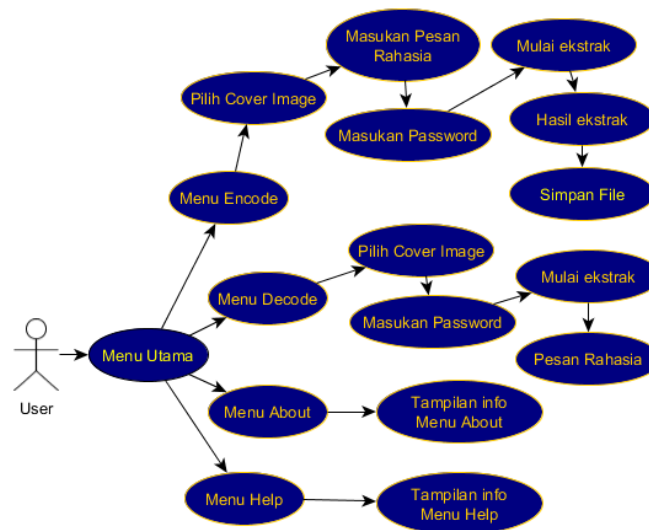 Masukan Pesan
Rahasia
Mulai ekstrak
Pilih Cover Image
Masukan Password
Hasil ekstrak
Menu Encode
Simpan File
Pilih Cover Image
Menu Decode
Mulai ekstrak
Masukan Password
User
Menu Utama
Pesan Rahasia
Menu About
Tampilan info
Menu About
Menu Help
Tampilan info
Menu Help